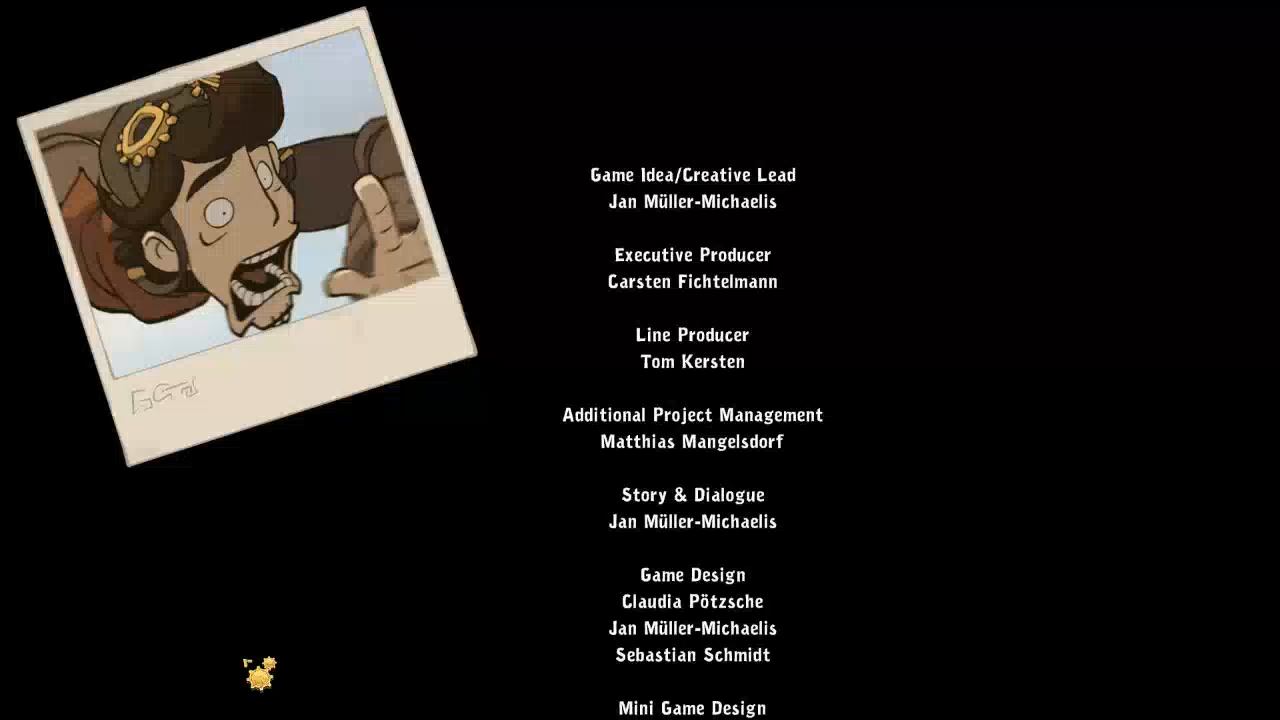 Game Idea/Creative Lead
Jan Müller-Michaelis
Executive Producer
Carsten Fichtelmann
Line Producer
Tom Kersten
Additional Project Management
Matthias Mangelsdorf
Story & Dialogue
Jan Müller-Michaelis
Game Design
Claudia Pötzsche
Jan Müller-Michaelis
Sebastian Schmidt
Mini Game Design